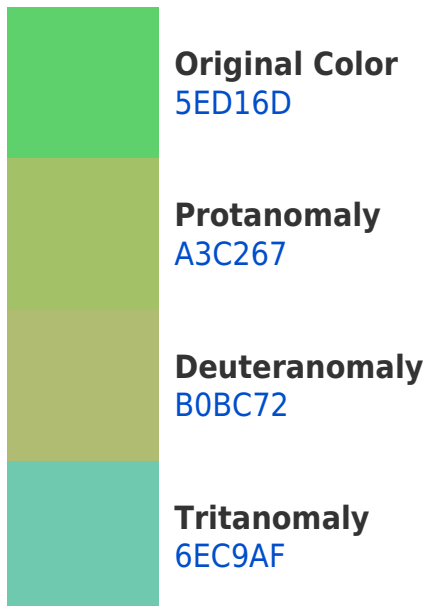 Original Color
5ED16D
Protanomaly
A3C267
Deuteranomaly
B0BC72
Tritanomaly
6EC9AF